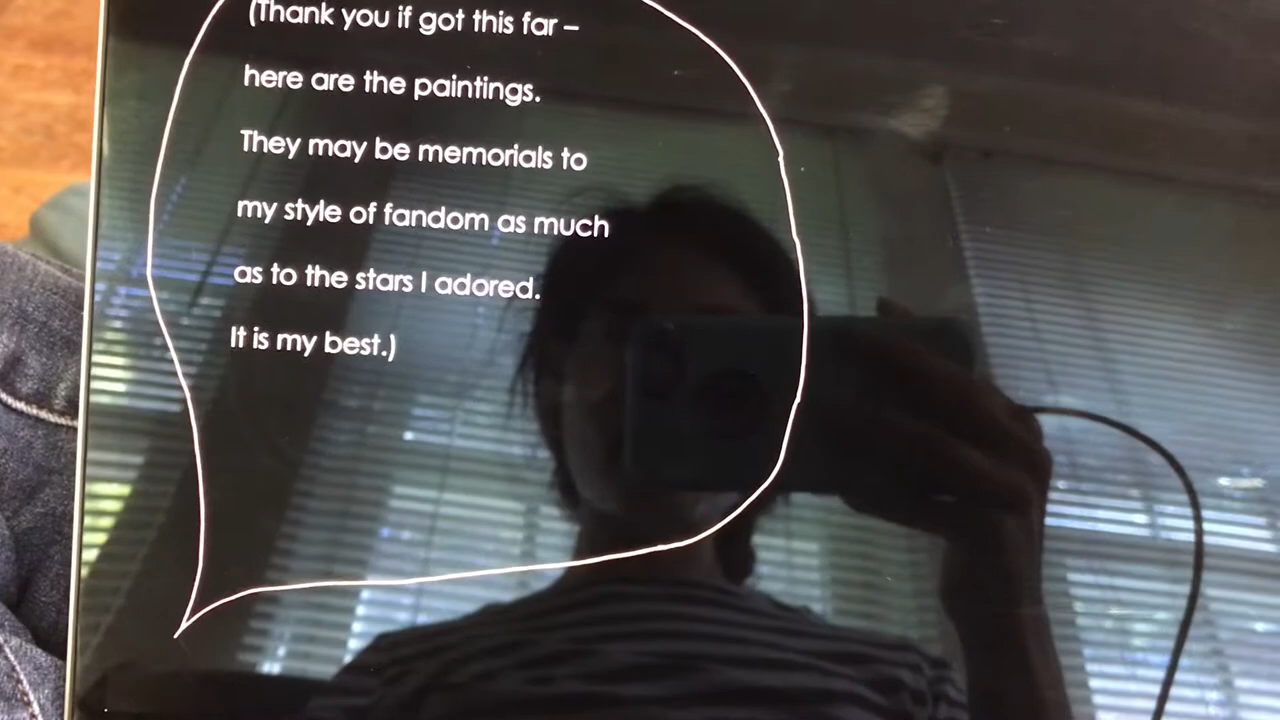 (Thank you if got this far –
here are the paintings.
They may be memorials to
my style of fandom as much
as to the stars I adored.
It is my best.)